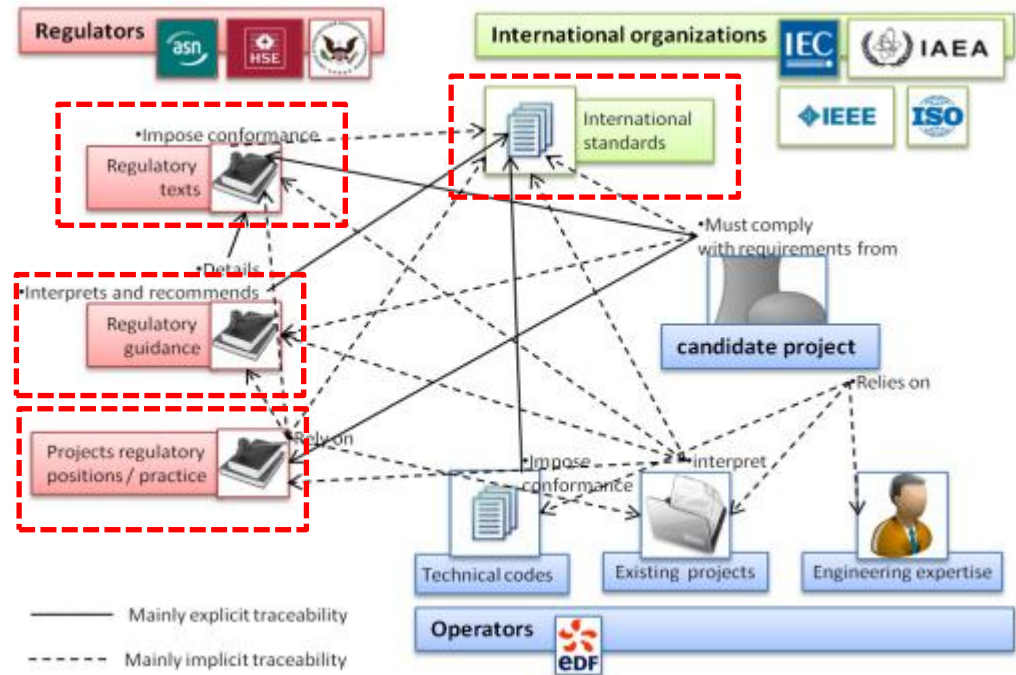 Regulators
asn
HSE
International organizations
IEC
IAEA
IEEE
ISO
•Impose conformance
Regulatory
texts
International
standards
•Must comply
with requirements from
•Details
•Interprets and recommends
Regulatory
guidance
candidate project
•Relies on
Projects regulatory
positions / practice
Rely on
•Impose
conformance
•interpret
Technical codes
Existing projects
Engineering expertise
Mainly explicit traceability
Mainly implicit traceability
Operators
eDF